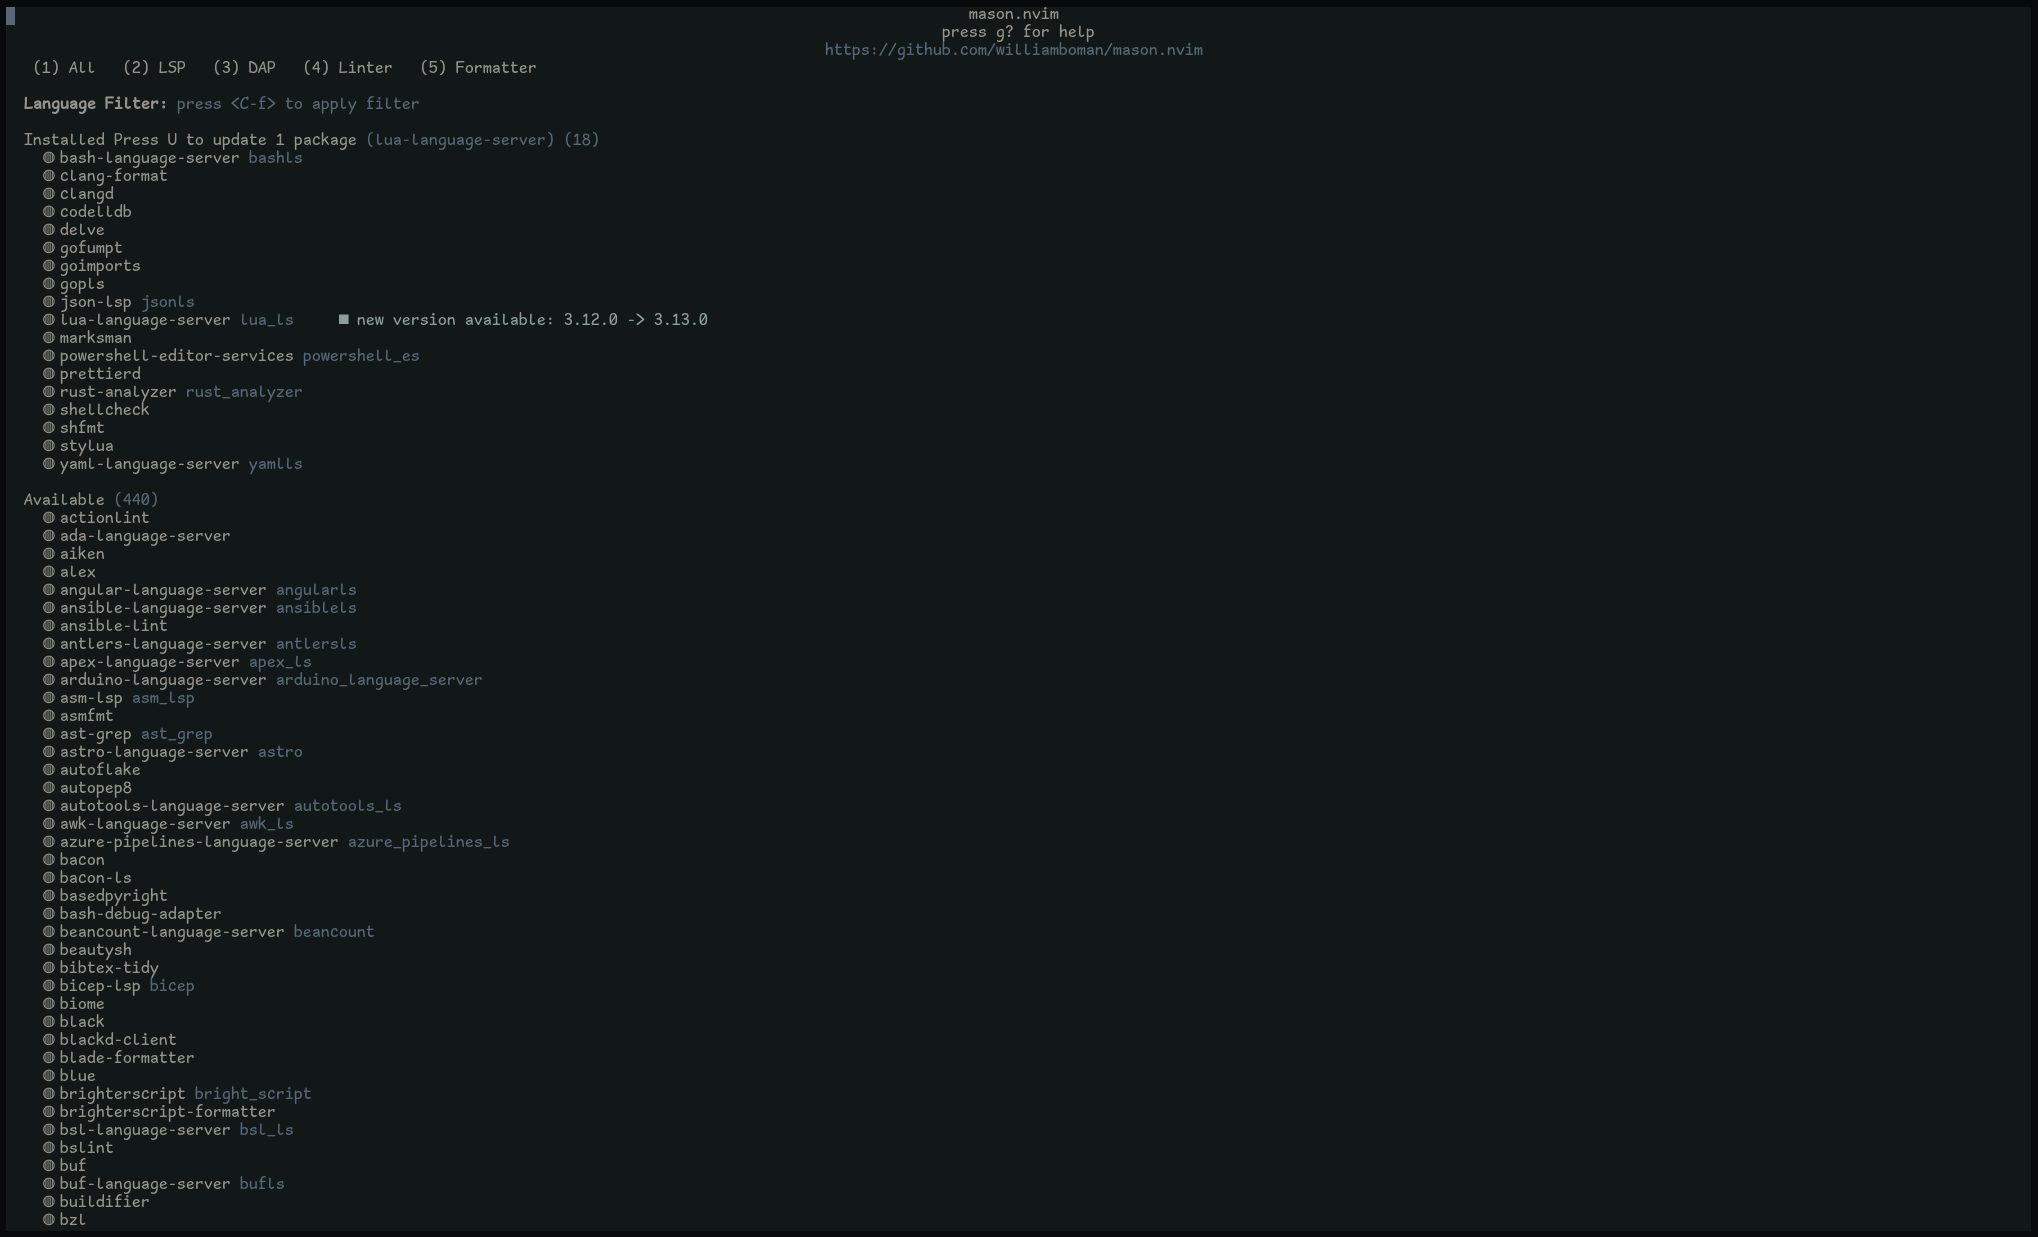 mason.nvim
press g? for help
https://github.com/williamboman/mason.nvim
(1) All (2) LSP (3) DAP (4) Linter (5) Formatter
Language Filter: press <C-f> to apply filter
Installed Press U to update 1 package (lua-language-server) (18)
◍ bash-language-server bashls
◍ clang-format
◍ clangd
◍ codelldb
◍ delve
◍ gofumpt
◍ goimports
◍ gopls
◍ json-lsp jsonls
◍ lua-language-server lua_ls ■ new version available: 3.12.0 -> 3.13.0
◍ marksman
◍ powershell-editor-services powershell_es
◍ prettierd
◍ rust-analyzer rust_analyzer
◍ shellcheck
◍ shfmt
◍ stylua
◍ yaml-language-server yamlls
Available (440)
◍ actionlint
◍ ada-language-server
◍ aiken
◍ alex
◍ angular-language-server angularls
◍ ansible-language-server ansiblels
◍ ansible-lint
◍ antlers-language-server antlersls
◍ apex-language-server apex_ls
◍ arduino-language-server arduino_language_server
◍ asm-lsp asm_lsp
◍ asmfmt
◍ ast-grep ast_grep
◍ astro-language-server astro
◍ autoflake
◍ autopep8
◍ autotools-language-server autotools_ls
◍ awk-language-server awk_ls
◍ azure-pipelines-language-server azure_pipelines_ls
◍ bacon
◍ bacon-ls
◍ basedpyright
◍ bash-debug-adapter
◍ beancount-language-server beancount
◍ beautysh
◍ bibtex-tidy
◍ bicep-lsp bicep
◍ biome
◍ black
◍ blackd-client
◍ blade-formatter
◍ blue
◍ brighterscript bright_script
◍ brighterscript-formatter
◍ bsl-language-server bsl_ls
◍ bslint
◍ buf
◍ buf-language-server bufls
◍ buildifier
◍ bzl